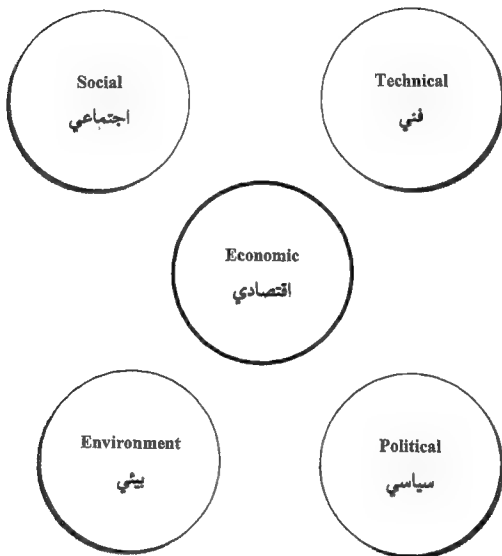 Social
اجتماعي
Technical
فني
Economic
اقتصادي
Environment
بيئي
Political
سياسي